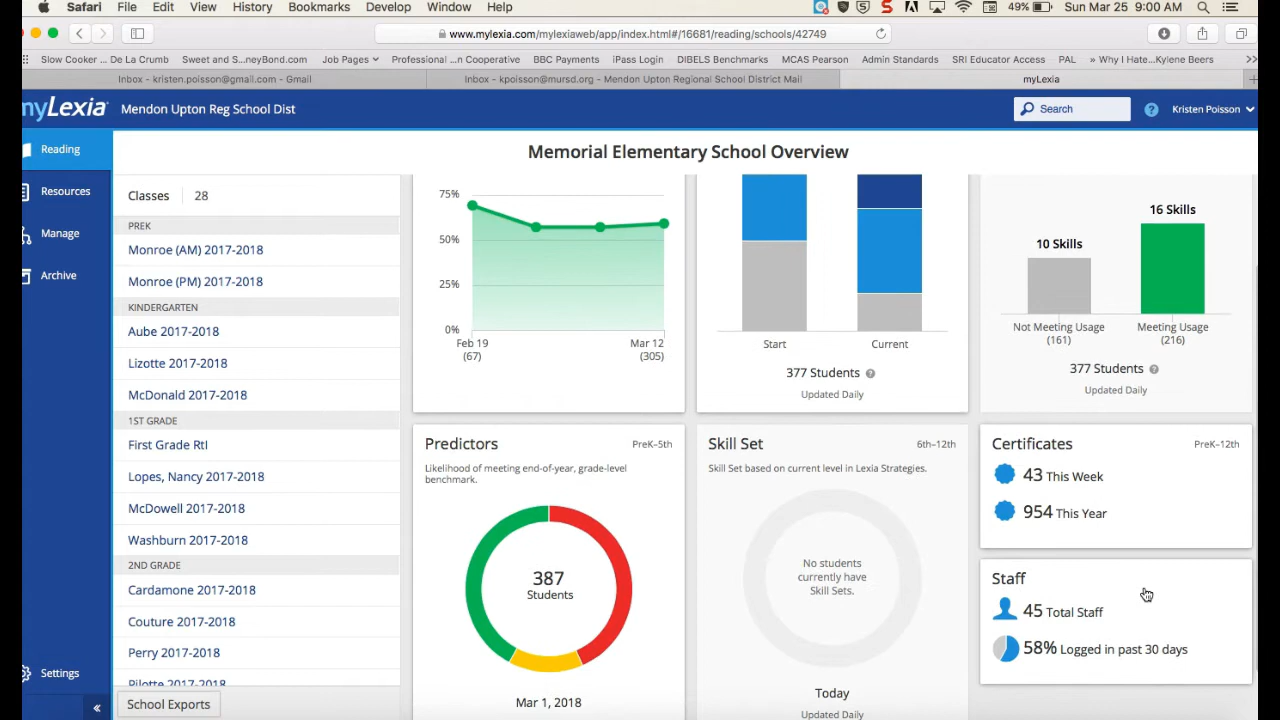 Safari File Edit View History Bookmarks Develop Window Help 49% Sun Mar 25 9:00 AM
www.mylexia.com/mylexiaweb/app/index.html#/16681/reading/schools/42749
Slow Cooker ... De La Crumb Sweet and S...neyBond.com Job Pages Professional ...n Cooperative BBQ Payments iPass Login DIBELS Benchmarks MCAS Pearson Admin Standards SRI Educator Access PAL » Why I Hate...Kylene Beers >>
Inbox - kristen.poisson@gmail.com - Gmail Inbox - kpoisson@mursd.org - Mendon Upton Regional School District Mail myLexia
myLexia Mendon Upton Reg School Dist Search Kristen Poisson
Reading
Resources
Manage
Archive
Settings
«
Memorial Elementary School Overview
Classes 28
PREK
Monroe (AM) 2017-2018
Monroe (PM) 2017-2018
KINDERGARTEN
Aube 2017-2018
Lizotte 2017-2018
McDonald 2017-2018
1ST GRADE
First Grade RtI
Lopes, Nancy 2017-2018
McDowell 2017-2018
Washburn 2017-2018
2ND GRADE
Cardamone 2017-2018
Couture 2017-2018
Perry 2017-2018
Pilotte 2017-2018
School Exports
75%
50%
25%
0%
Feb 19 Mar 12
(67) (305)
Start Current
377 Students
Updated Daily
16 Skills
10 Skills
Not Meeting Usage Meeting Usage
(161) (216)
377 Students
Updated Daily
Predictors PreK–5th
Likelihood of meeting end-of-year, grade-level
benchmark.
387
Students
Mar 1, 2018
Skill Set 6th–12th
Skill Set based on current level in Lexia Strategies.
No students
currently have
Skill Sets.
Today
Updated Daily
Certificates PreK–12th
43 This Week
954 This Year
Staff
45 Total Staff
58% Logged in past 30 days